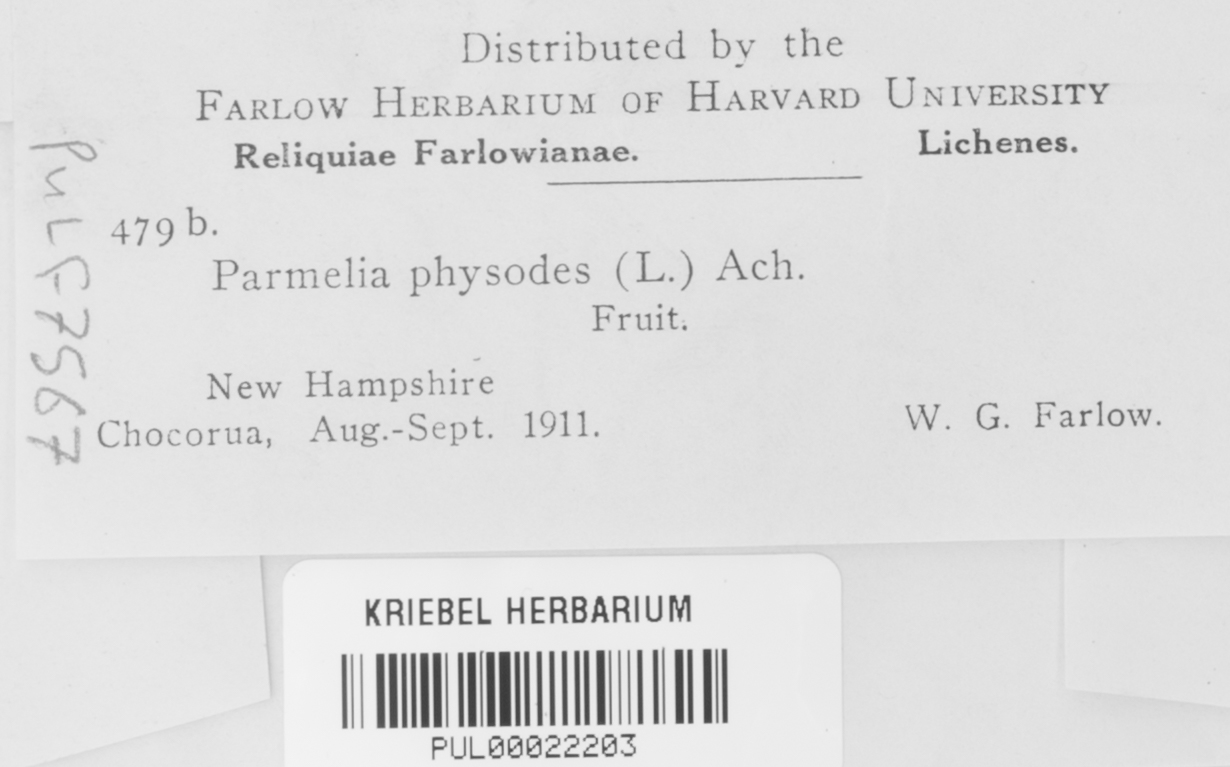 Distributed by the
FARLOW HERBARIUM OF HARVARD UNIVERSITY
Reliquiae Farlowianae. Lichenes.
479 b.
Parmelia physodes (L.) Ach.
Fruit.
New Hampshire
Chocorua, Aug.-Sept. 1911. W. G. Farlow.
PUL F7567
KRIEBEL HERBARIUM
PUL00022203